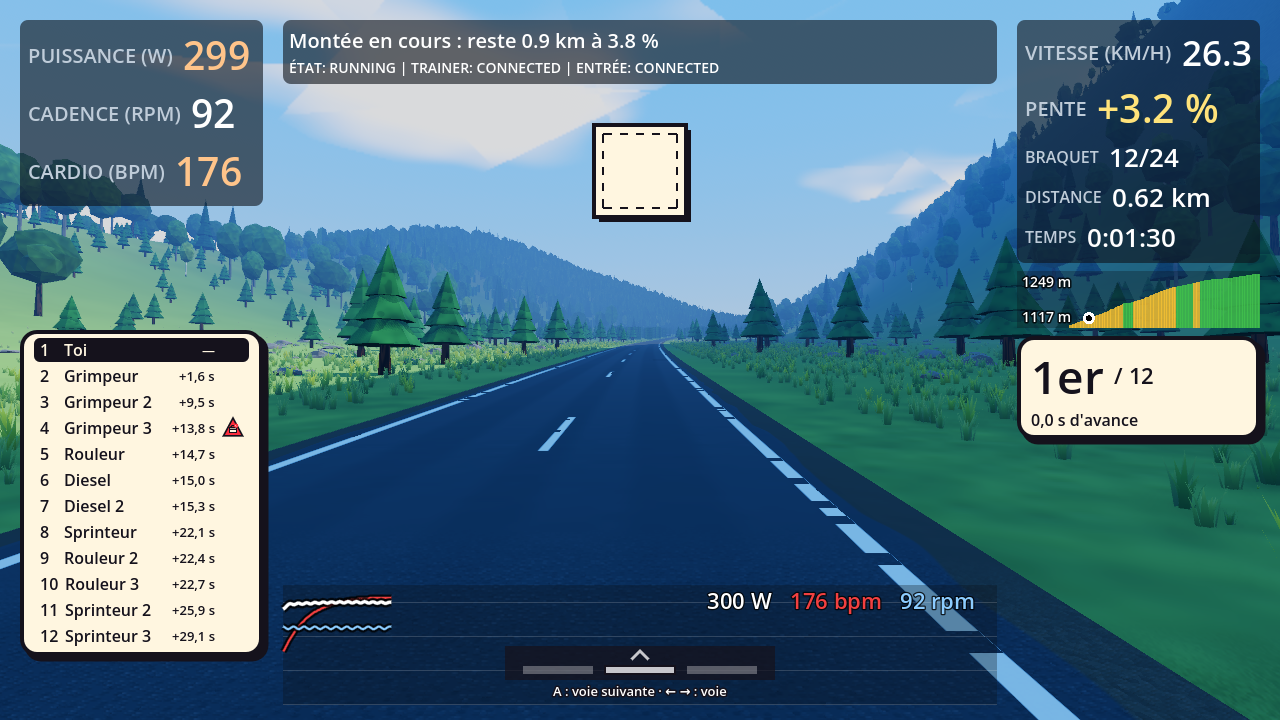 PUISSANCE (W) 299
CADENCE (RPM) 92
CARDIO (BPM) 176
Montée en cours : reste 0.9 km à 3.8 %
ÉTAT: RUNNING | TRAINER: CONNECTED | ENTRÉE: CONNECTED
VITESSE (KM/H) 26.3
PENTE +3.2 %
BRAQUET 12/24
DISTANCE 0.62 km
TEMPS 0:01:30
1249 m
1117 m
1er / 12
0,0 s d'avance
1 Toi —
2 Grimpeur +1,6 s
3 Grimpeur 2 +9,5 s
4 Grimpeur 3 +13,8 s
5 Rouleur +14,7 s
6 Diesel +15,0 s
7 Diesel 2 +15,3 s
8 Sprinteur +22,1 s
9 Rouleur 2 +22,4 s
10 Rouleur 3 +22,7 s
11 Sprinteur 2 +25,9 s
12 Sprinteur 3 +29,1 s
300 W 176 bpm 92 rpm
A : voie suivante · ← → : voie